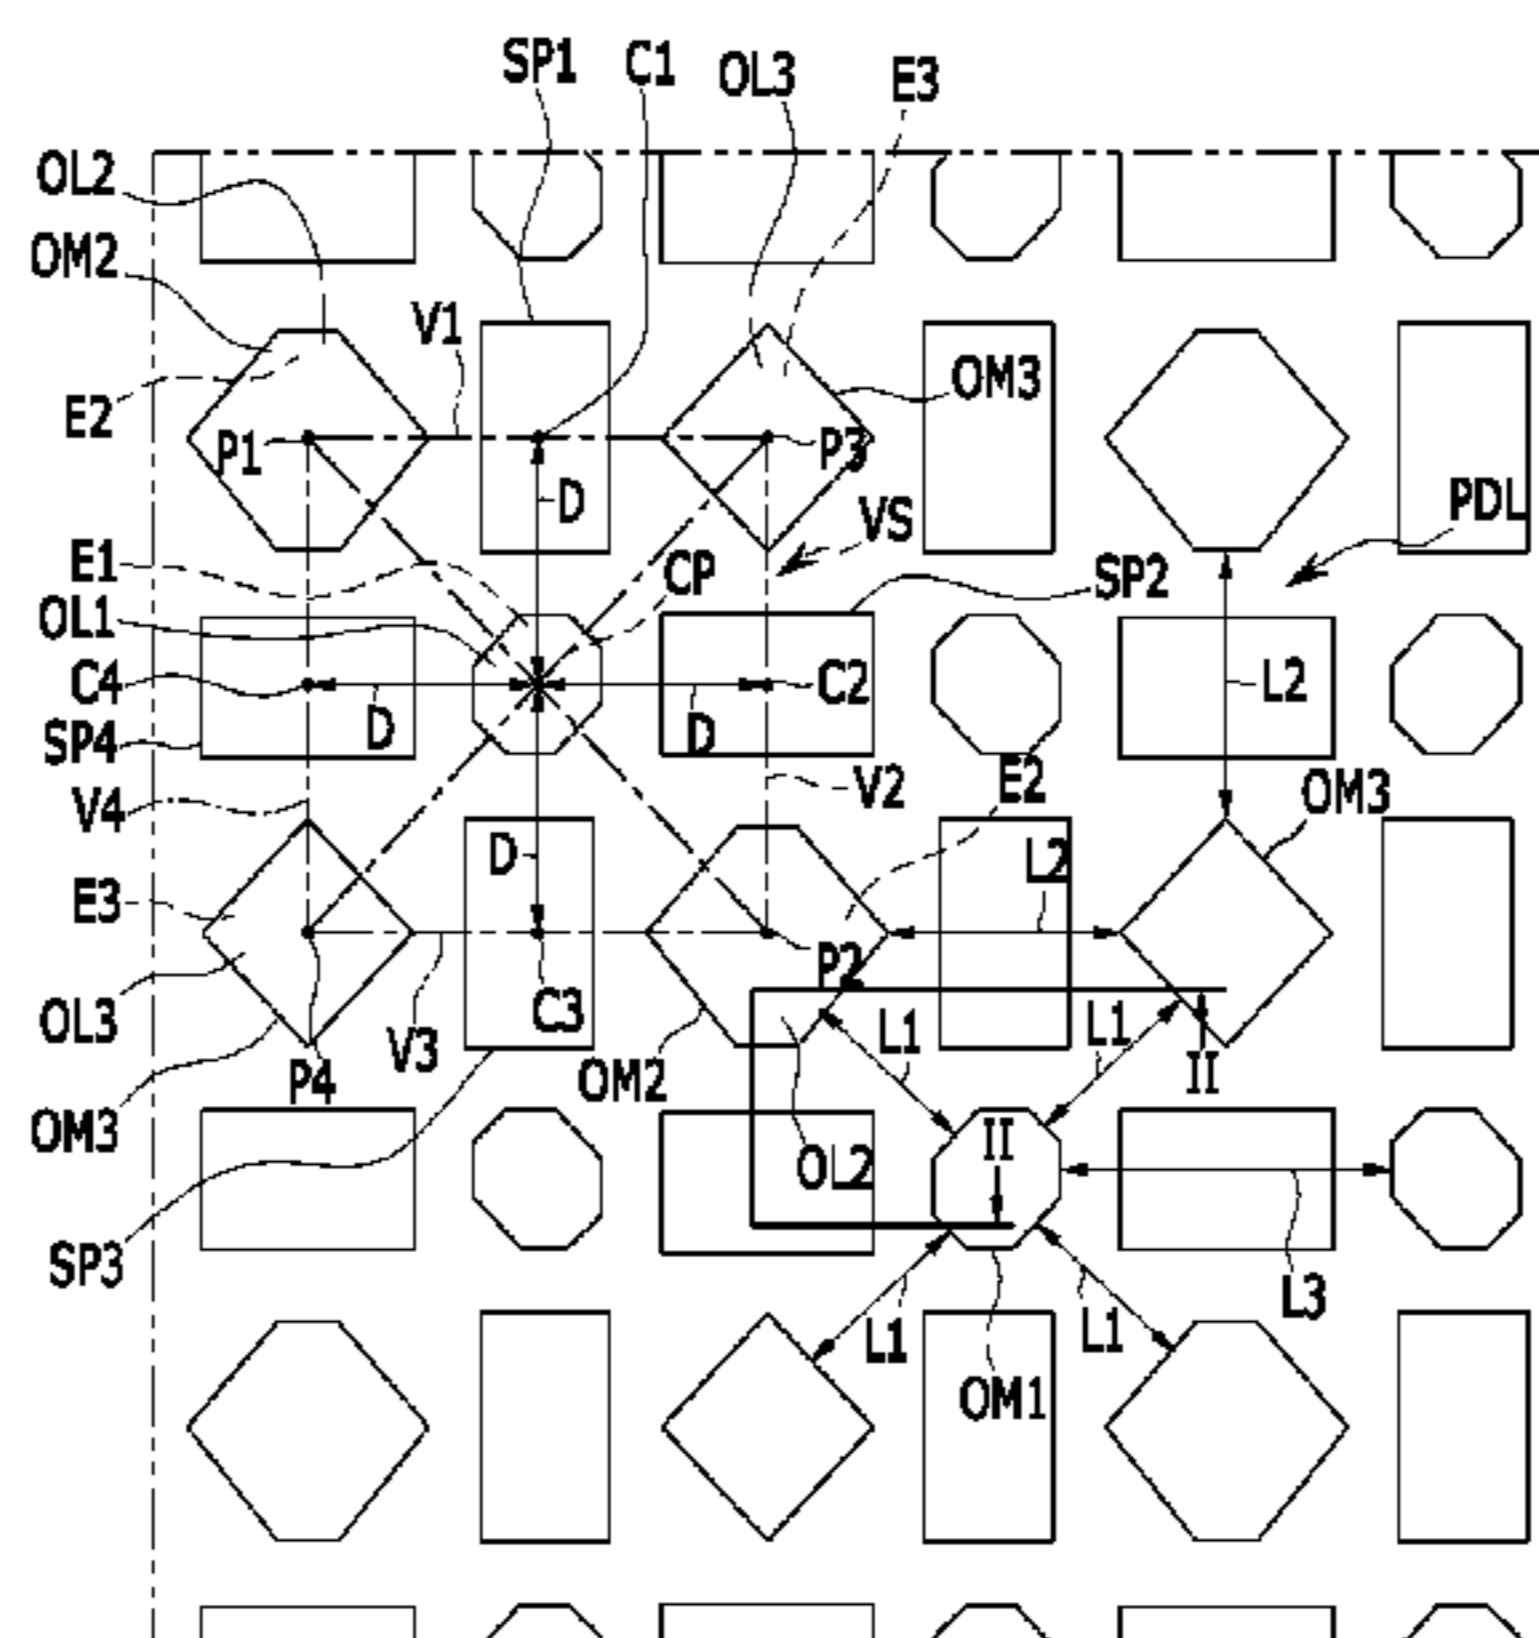 SP1 C1 OL3 E3
OL2
OM2
V1
OM3
E2 P1 P3
D VS PDL
E1 CP SP2
OL1
C4 C2 L2
SP4 D D
V4 V2 E2 OM3
D L2
E3
P2
OL3 C3 L1 L1
V3 OM2 II
P4
OM3 II
OL2
SP3
L3
L1 L1
OM1